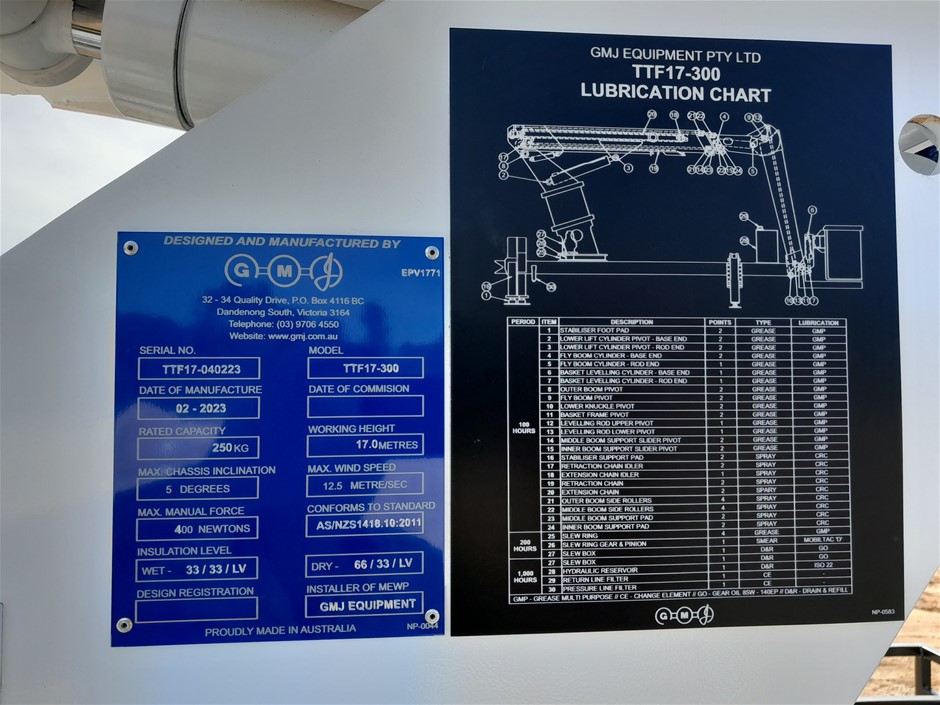 DESIGNED AND MANUFACTURED BY
GMJ
EPV1771
32 - 34 Quality Drive, P.O. Box 4116 BC
Dandenong South, Victoria 3164
Telephone: (03) 9706 4550
Website: www.gmj.com.au
SERIAL NO. MODEL
TTF17-040223 TTF17-300
DATE OF MANUFACTURE DATE OF COMMISION
02 - 2023
RATED CAPACITY WORKING HEIGHT
250 KG 17.0 METRES
MAX. CHASSIS INCLINATION MAX. WIND SPEED
5 DEGREES 12.5 METRE/SEC
MAX. MANUAL FORCE CONFORMS TO STANDARD
400 NEWTONS AS/NZS1418.10:2011
INSULATION LEVEL
WET - 33 / 33 / LV DRY - 66 / 33 / LV
DESIGN REGISTRATION INSTALLER OF MEWP
GMJ EQUIPMENT
PROUDLY MADE IN AUSTRALIA NP-0044
GMJ EQUIPMENT PTY LTD
TTF17-300
LUBRICATION CHART
PERIOD ITEM DESCRIPTION POINTS TYPE LUBRICATION
100 HOURS
1 STABILISER FOOT PAD 2 GREASE GMP
2 LOWER LIFT CYLINDER PIVOT - BASE END 2 GREASE GMP
3 LOWER LIFT CYLINDER PIVOT - ROD END 2 GREASE GMP
4 FLY BOOM CYLINDER - BASE END 2 GREASE GMP
5 FLY BOOM CYLINDER - ROD END 1 GREASE GMP
6 BASKET LEVELLING CYLINDER - BASE END 1 GREASE GMP
7 BASKET LEVELLING CYLINDER - ROD END 1 GREASE GMP
8 OUTER BOOM PIVOT 2 GREASE GMP
9 FLY BOOM PIVOT 2 GREASE GMP
10 LOWER KNUCKLE PIVOT 2 GREASE GMP
11 BASKET FRAME PIVOT 2 GREASE GMP
12 LEVELLING ROD UPPER PIVOT 1 GREASE GMP
13 LEVELLING ROD LOWER PIVOT 1 GREASE GMP
14 MIDDLE BOOM SUPPORT SLIDER PIVOT 2 GREASE GMP
15 INNER BOOM SUPPORT SLIDER PIVOT 2 GREASE GMP
16 STABILISER SUPPORT PAD 2 SPRAY CRC
17 RETRACTION CHAIN IDLER 2 SPRAY CRC
18 EXTENSION CHAIN IDLER 1 SPRAY CRC
19 RETRACTION CHAIN 2 SPRAY CRC
20 EXTENSION CHAIN 2 SPARY CRC
21 OUTER BOOM SIDE ROLLERS 4 SPRAY CRC
22 MIDDLE BOOM SIDE ROLLERS 4 SPRAY CRC
23 MIDDLE BOOM SUPPORT PAD 2 SPRAY CRC
24 INNER BOOM SUPPORT PAD 2 SPRAY CRC
25 SLEW RING 4 GREASE GMP
200 HOURS
26 SLEW RING GEAR & PINION 1 SMEAR MOBILTAC 'D'
27 SLEW BOX 1 D&R GO
1,000 HOURS
27 SLEW BOX 1 D&R GO
28 HYDRAULIC RESERVOIR 1 D&R ISO 22
29 RETURN LINE FILTER 1 CE -
30 PRESSURE LINE FILTER 1 CE -
GMP - GREASE MULTI PURPOSE // CE - CHANGE ELEMENT // GO - GEAR OIL 85W - 140EP // D&R - DRAIN & REFILL
GMJ
NP-0583